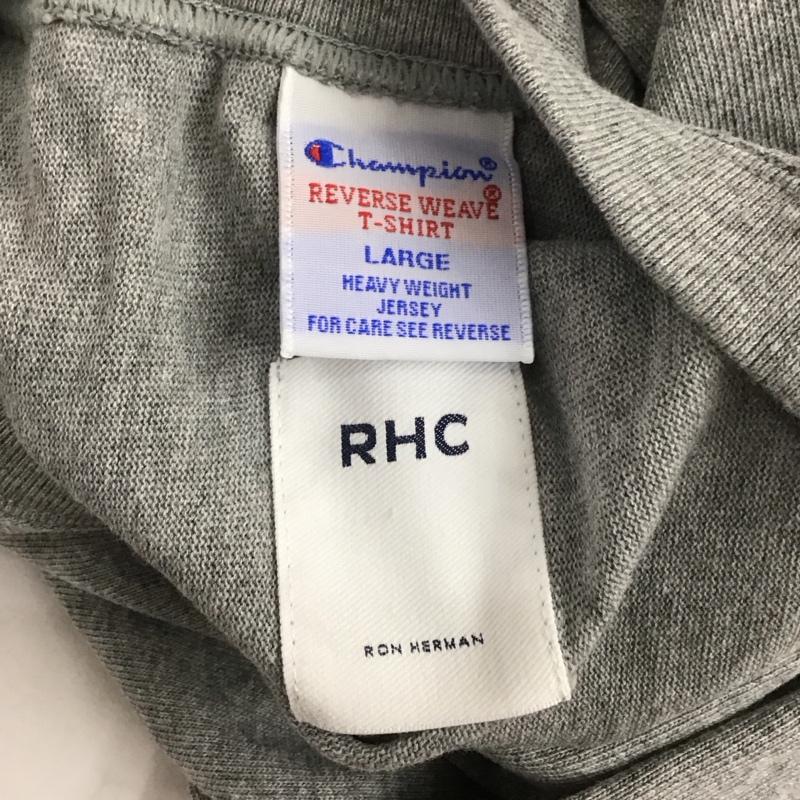 Champion®
REVERSE WEAVE®
T-SHIRT
LARGE
HEAVY WEIGHT
JERSEY
FOR CARE SEE REVERSE
RHC
RON HERMAN